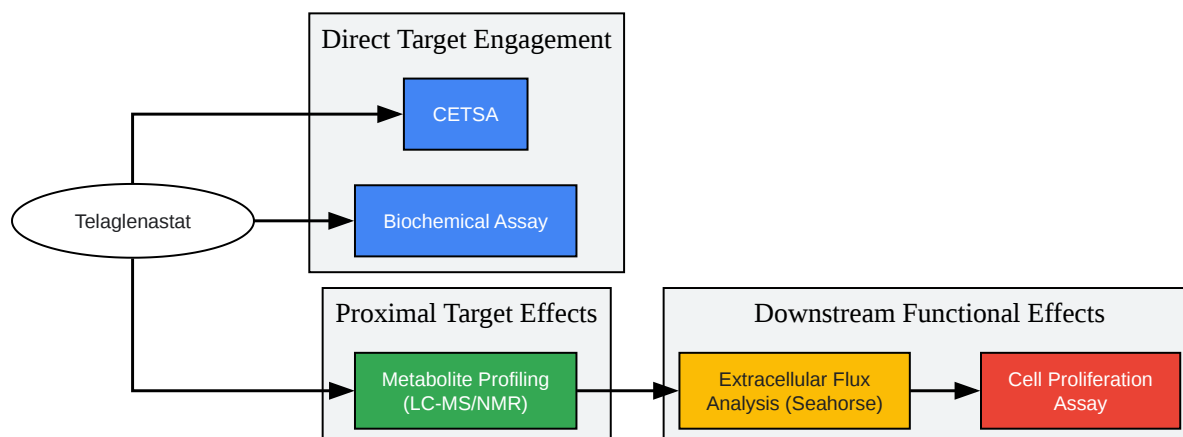 Direct Target Engagement
CETSA
Telaglenastat
Biochemical Assay
Proximal Target Effects
Metabolite Profiling
(LC-MS/NMR)
Downstream Functional Effects
Extracellular Flux
Analysis (Seahorse)
Cell Proliferation
Assay